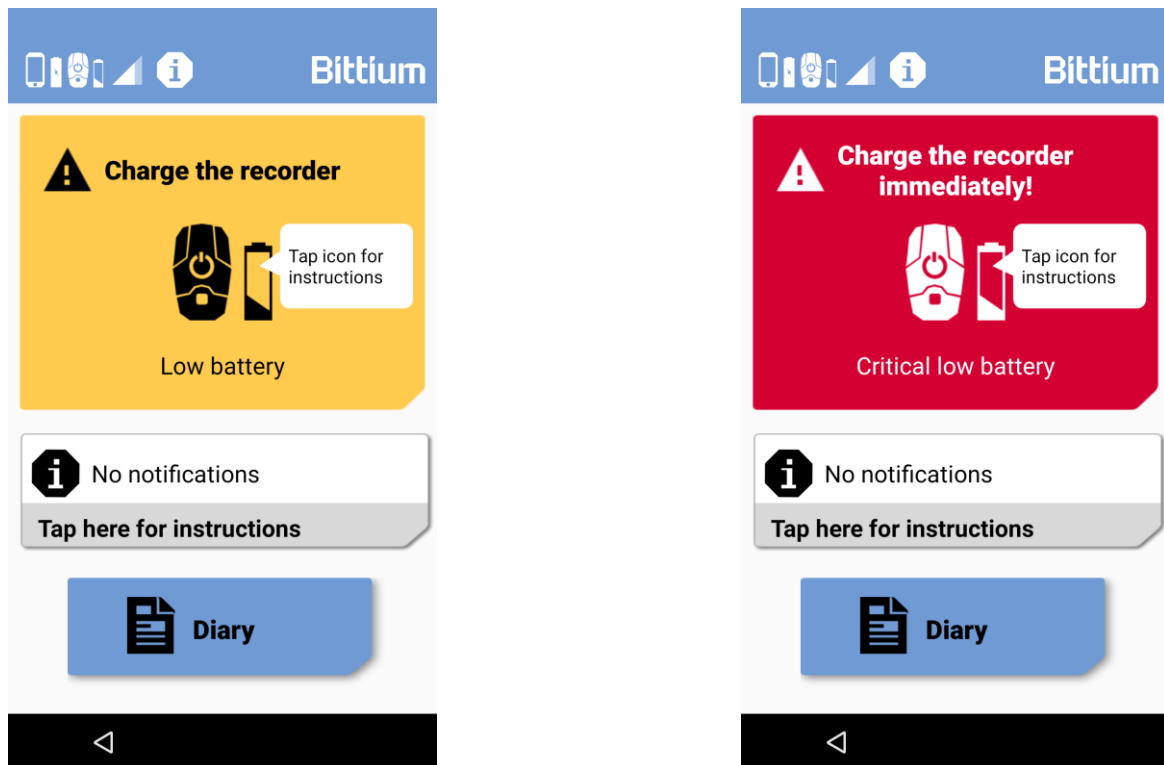 Bittium
Charge the recorder
Tap icon for
instructions
Low battery
No notifications
Tap here for instructions
Diary
Bittium
Charge the recorder
immediately!
Tap icon for
instructions
Critical low battery
No notifications
Tap here for instructions
Diary